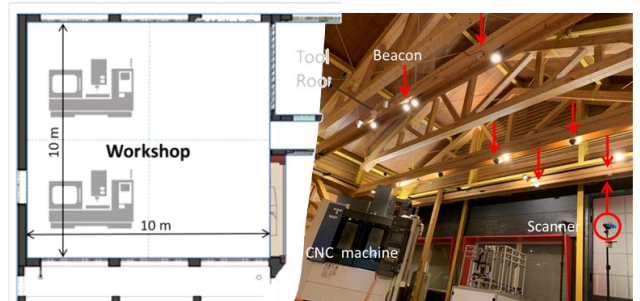 Tool
Room
10 m
Workshop
10 m
Beacon
Scanner
CNC machine